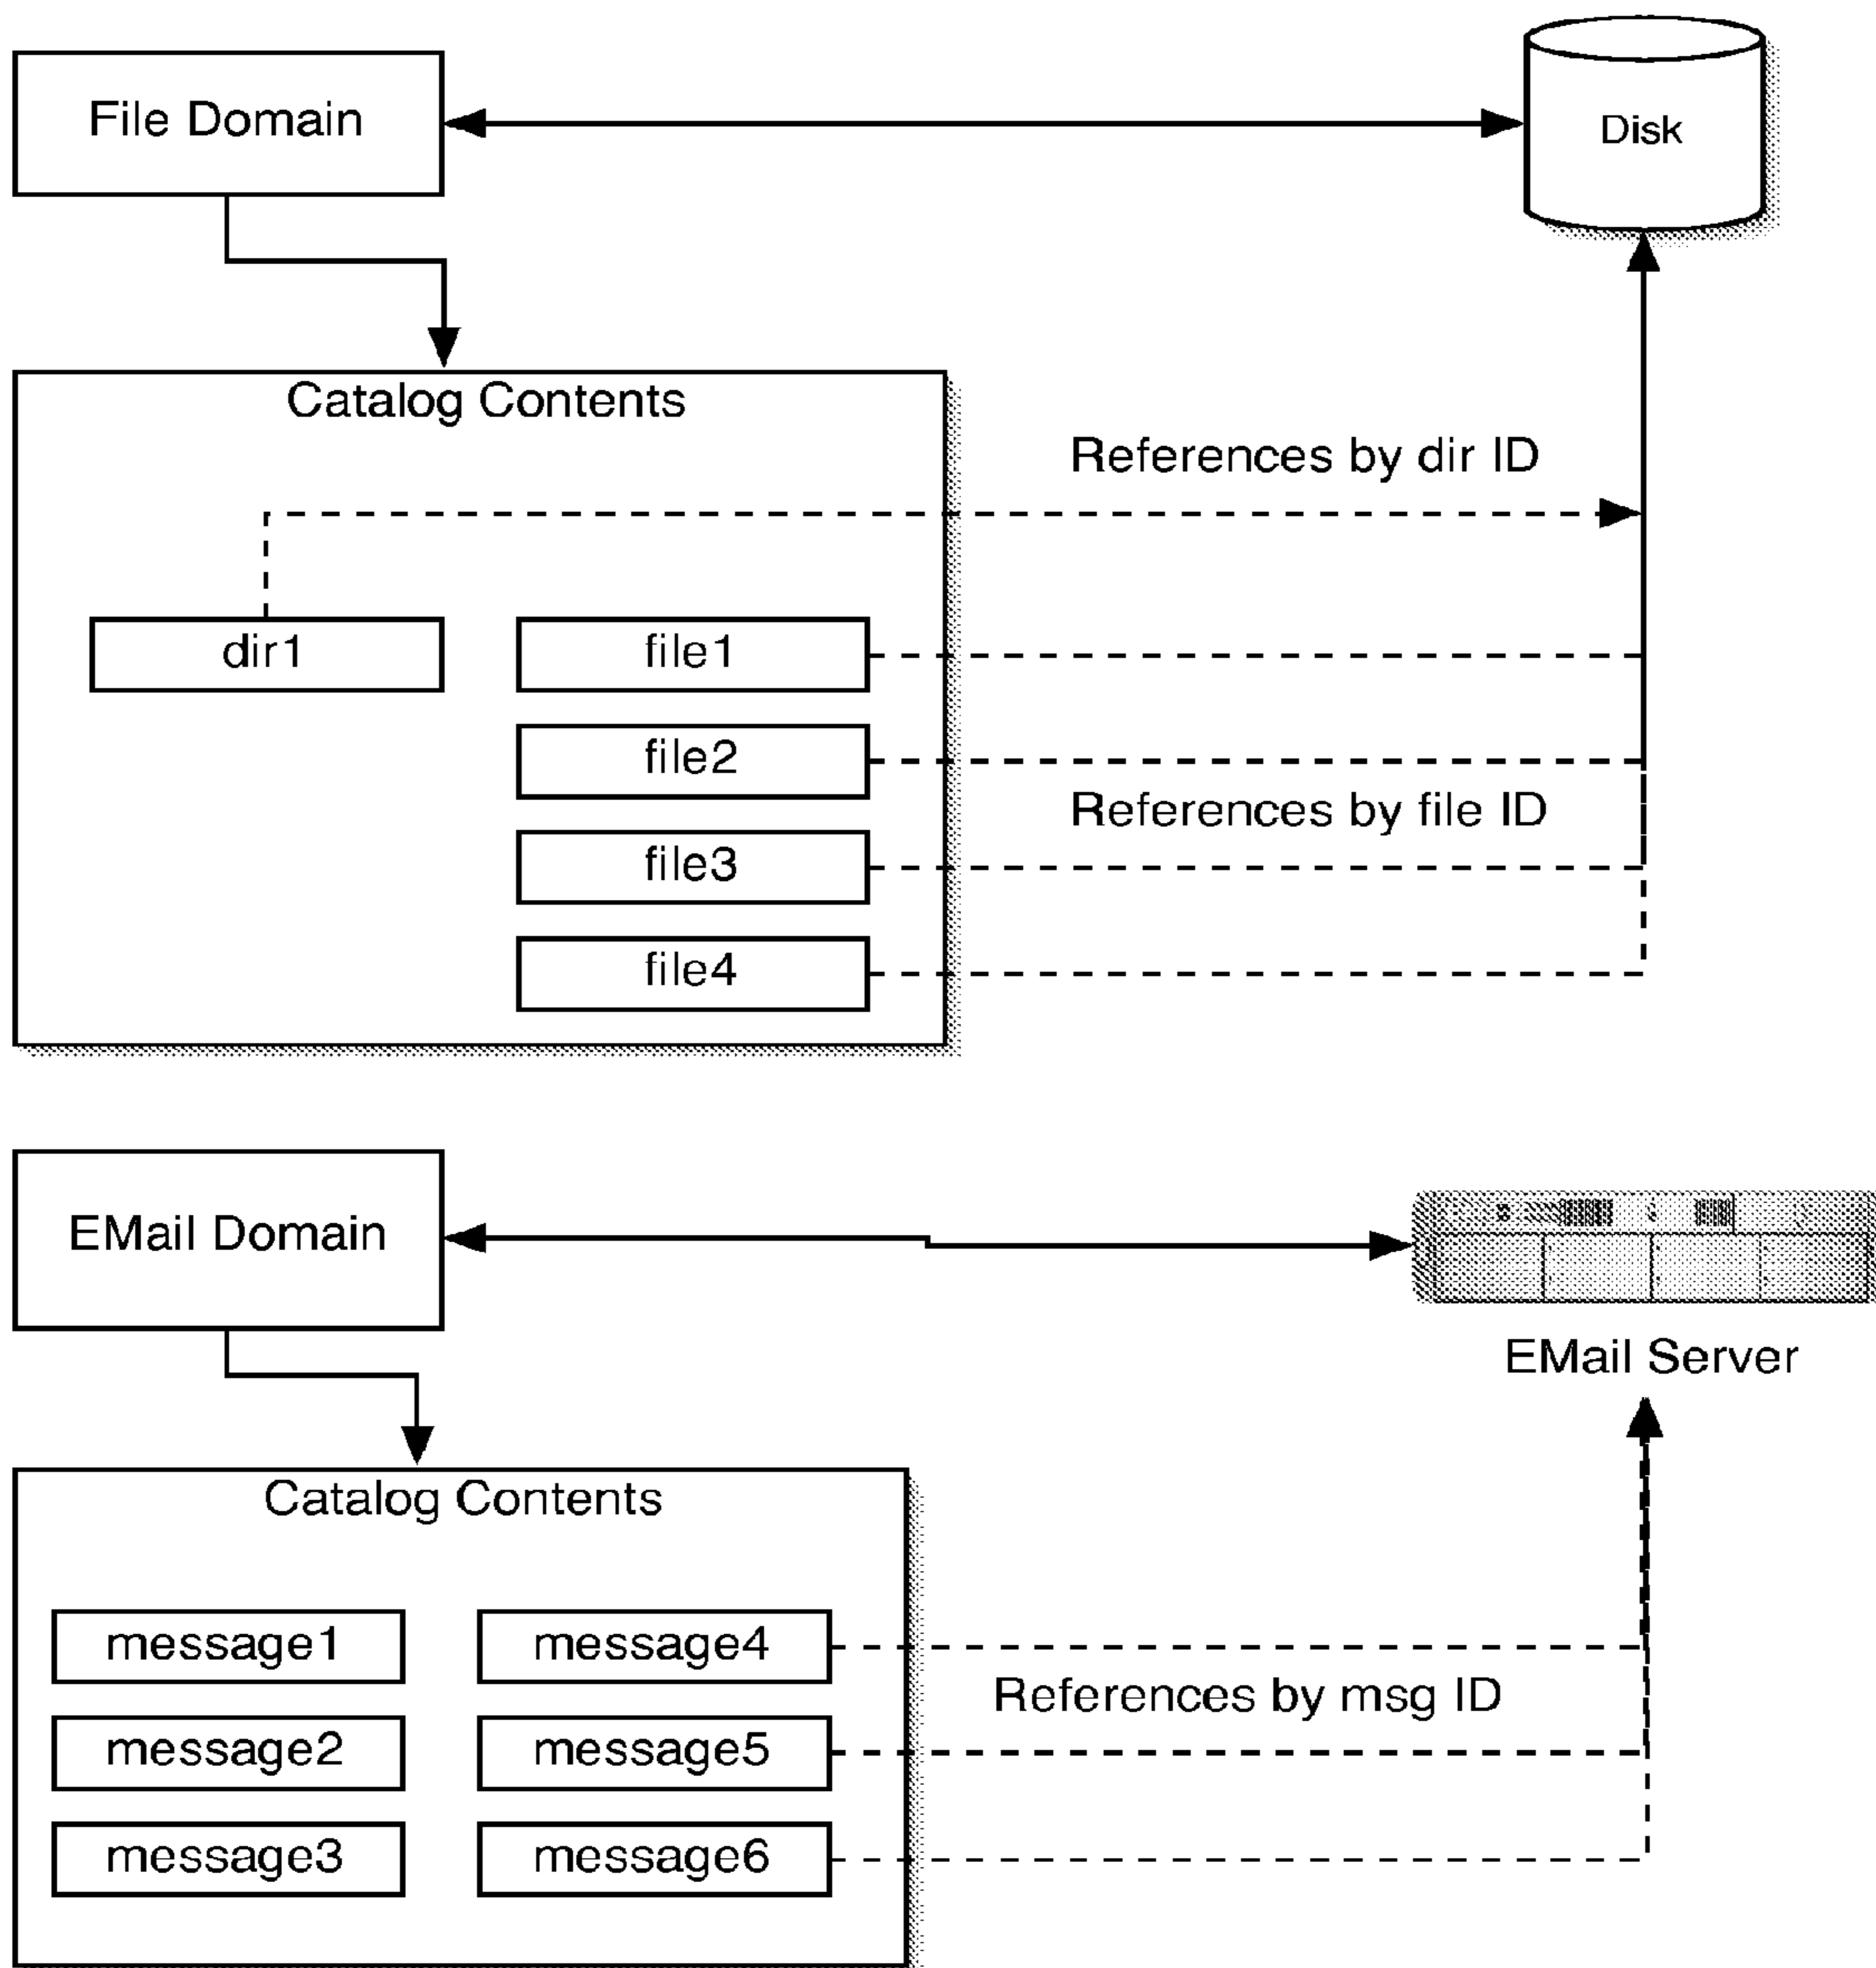 File Domain
Disk
Catalog Contents
References by dir ID
dir1
file1
file2
References by file ID
file3
file4
EMail Domain
EMail Server
Catalog Contents
message1
message4
References by msg ID
message2
message5
message3
message6